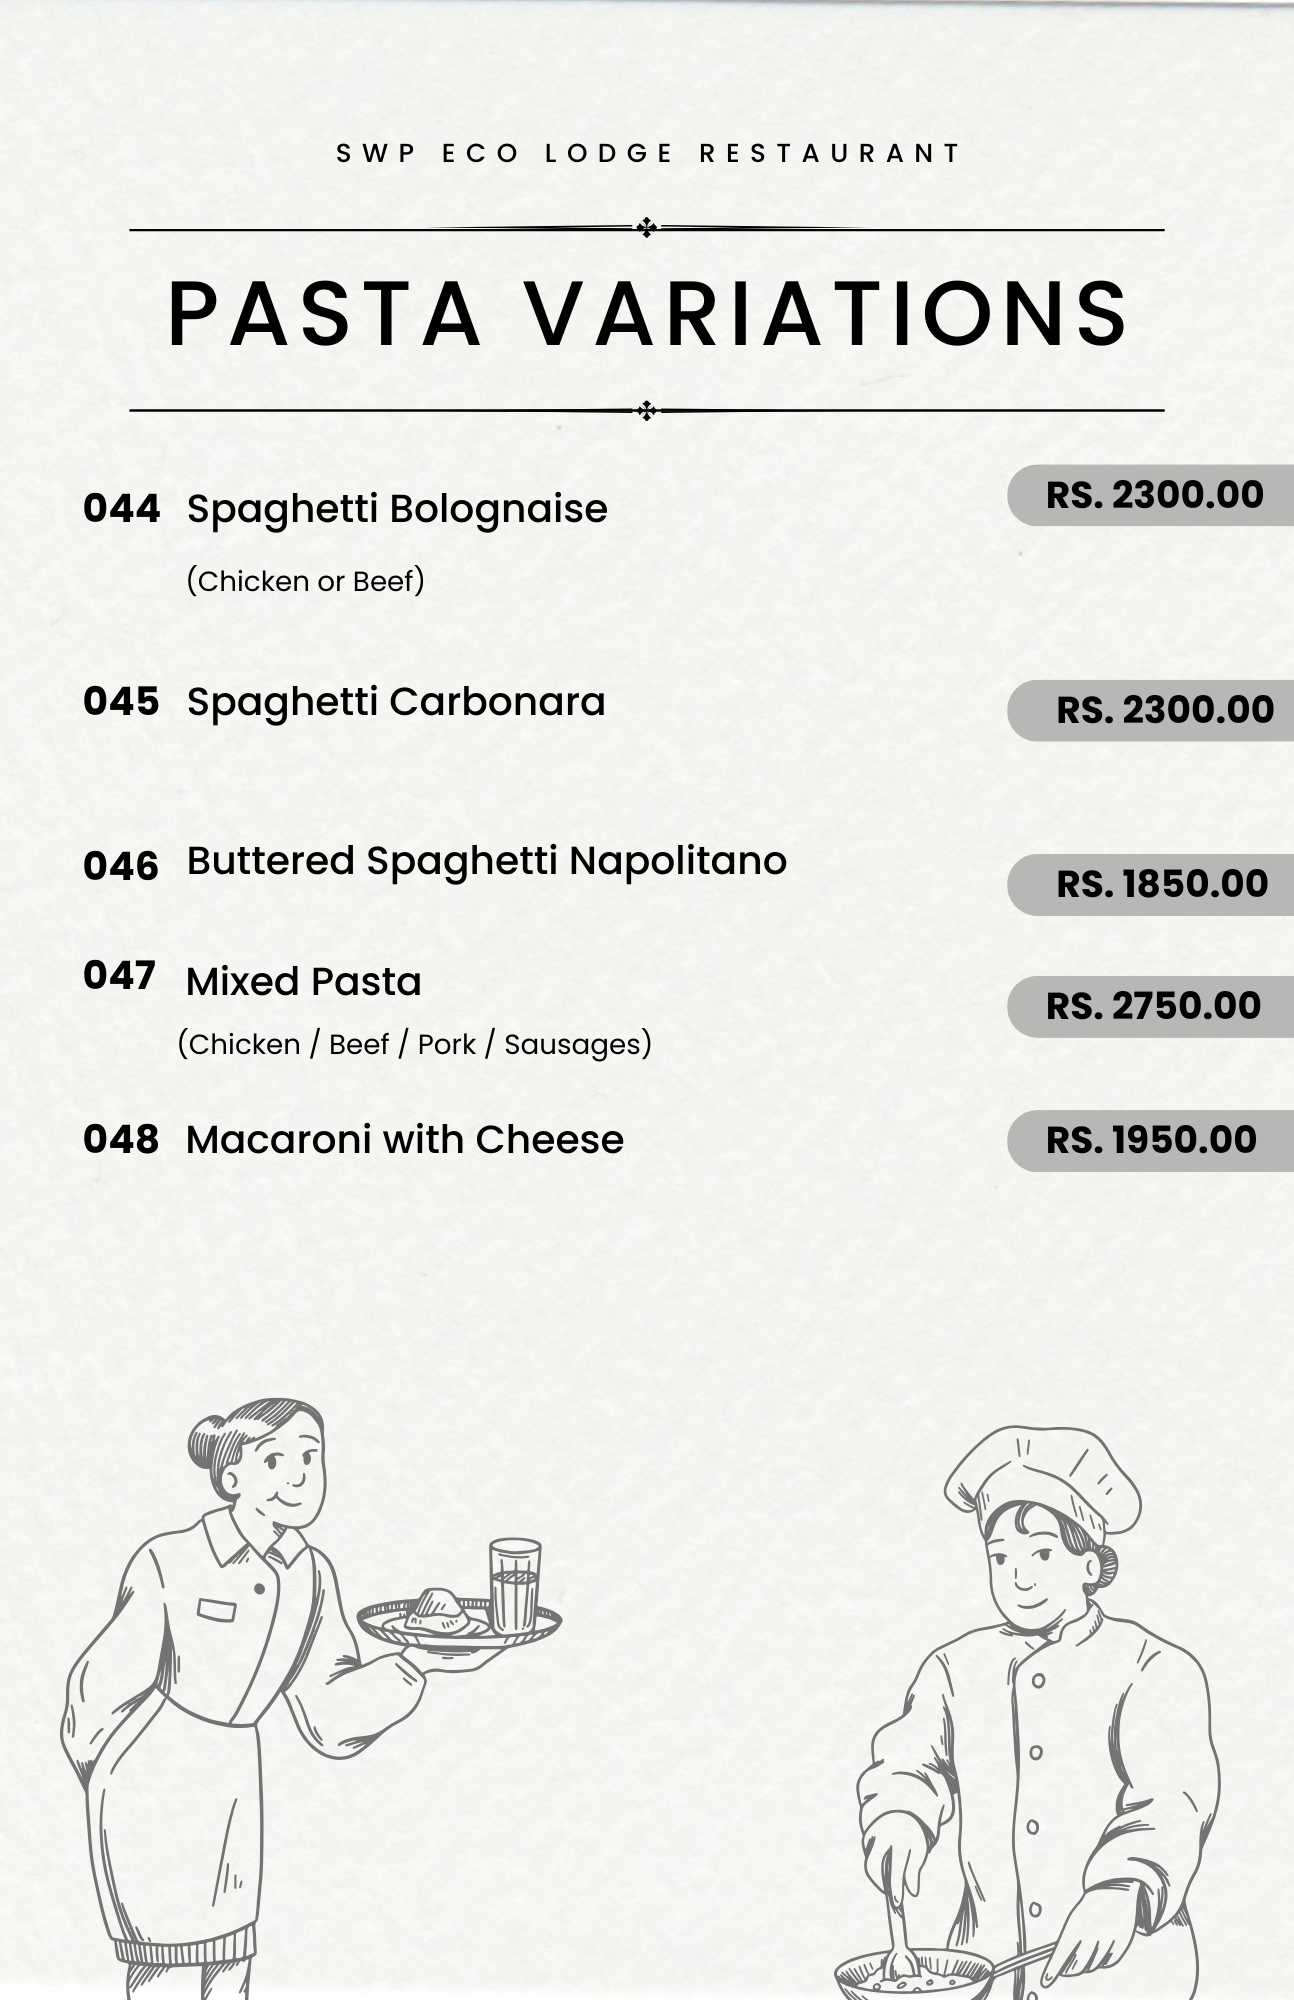 SWP ECO LODGE RESTAURANT
PASTA VARIATIONS
044 Spaghetti Bolognaise RS. 2300.00
(Chicken or Beef)
045 Spaghetti Carbonara RS. 2300.00
046 Buttered Spaghetti Napolitano RS. 1850.00
047 Mixed Pasta RS. 2750.00
(Chicken / Beef / Pork / Sausages)
048 Macaroni with Cheese RS. 1950.00